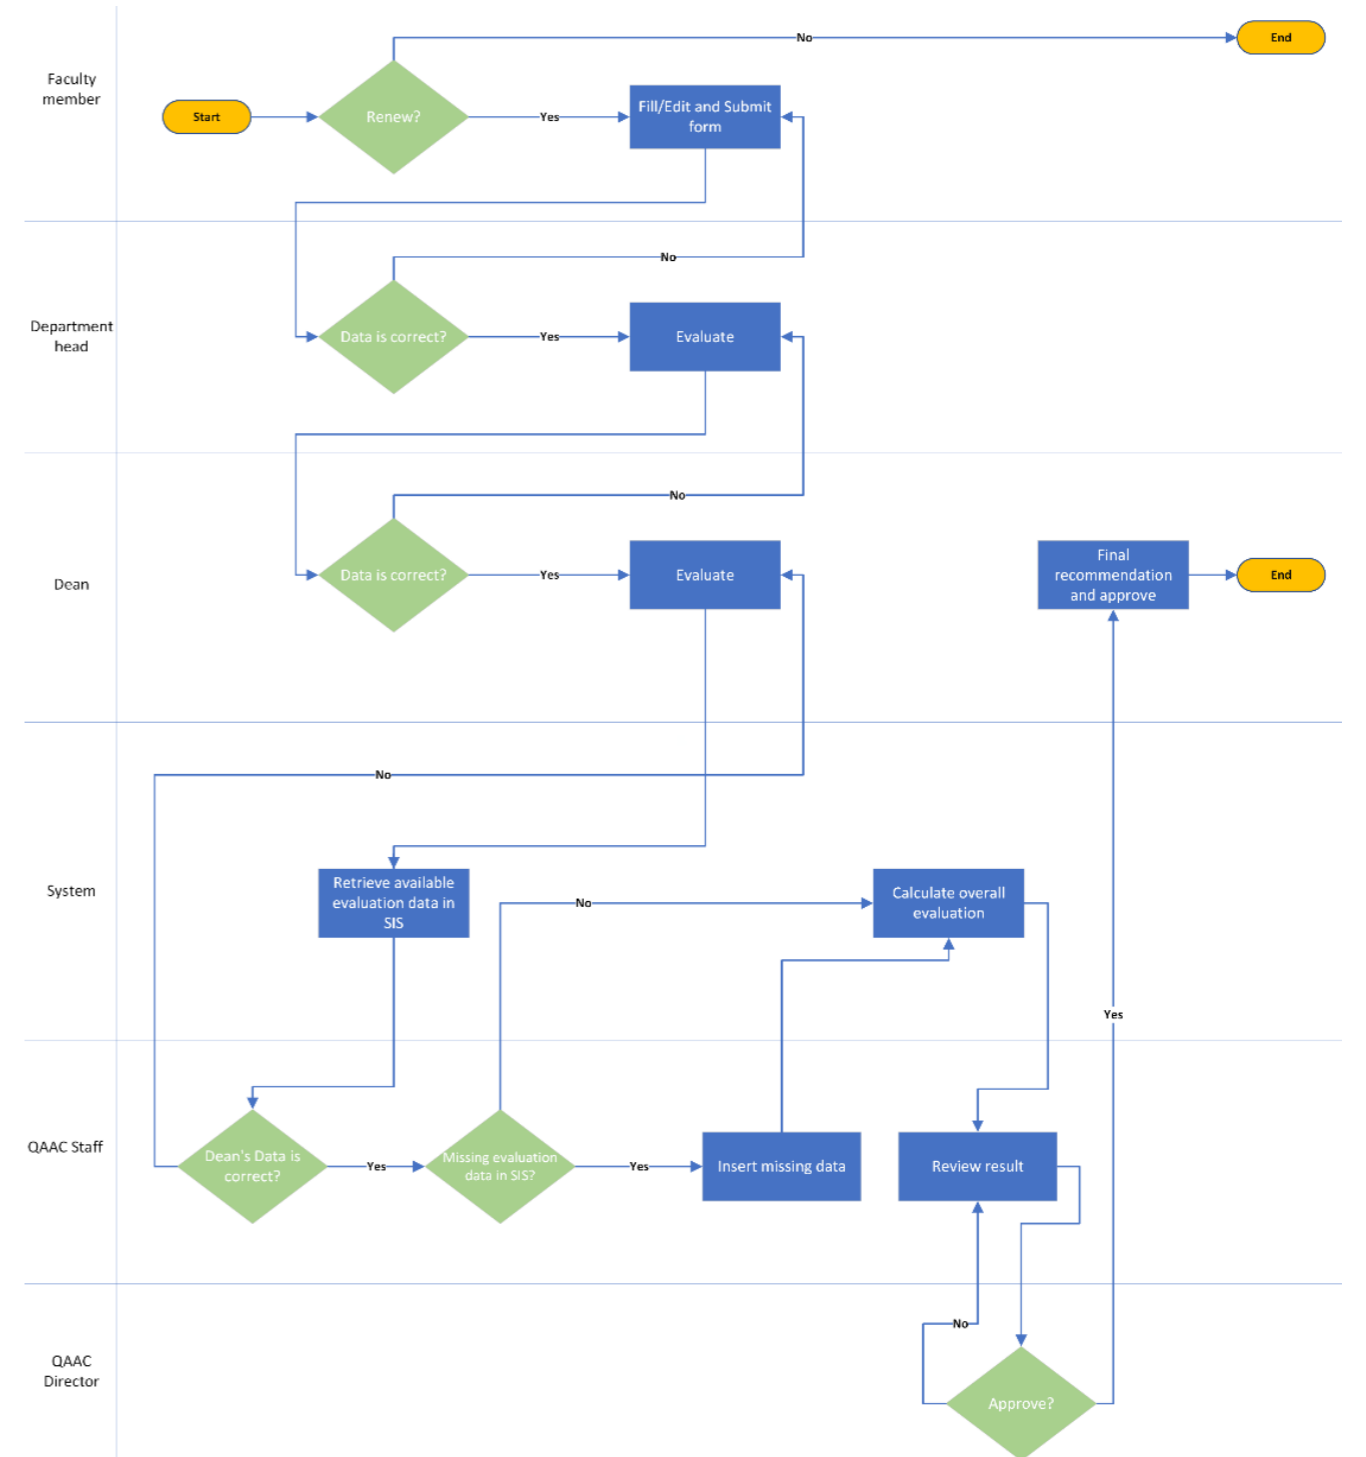 No
End
Faculty
member
Start
Renew?
Yes
Fill/Edit and Submit
form
No
Department
head
Data is correct?
Yes
Evaluate
No
Dean
Data is correct?
Yes
Evaluate
Final
recommendation
and approve
End
No
System
Retrieve available
evaluation data in
SIS
No
Calculate overall
evaluation
Yes
QAAC Staff
Dean's Data is
correct?
Yes
Missing evaluation
data in SIS?
Yes
Insert missing data
Review result
No
QAAC
Director
Approve?